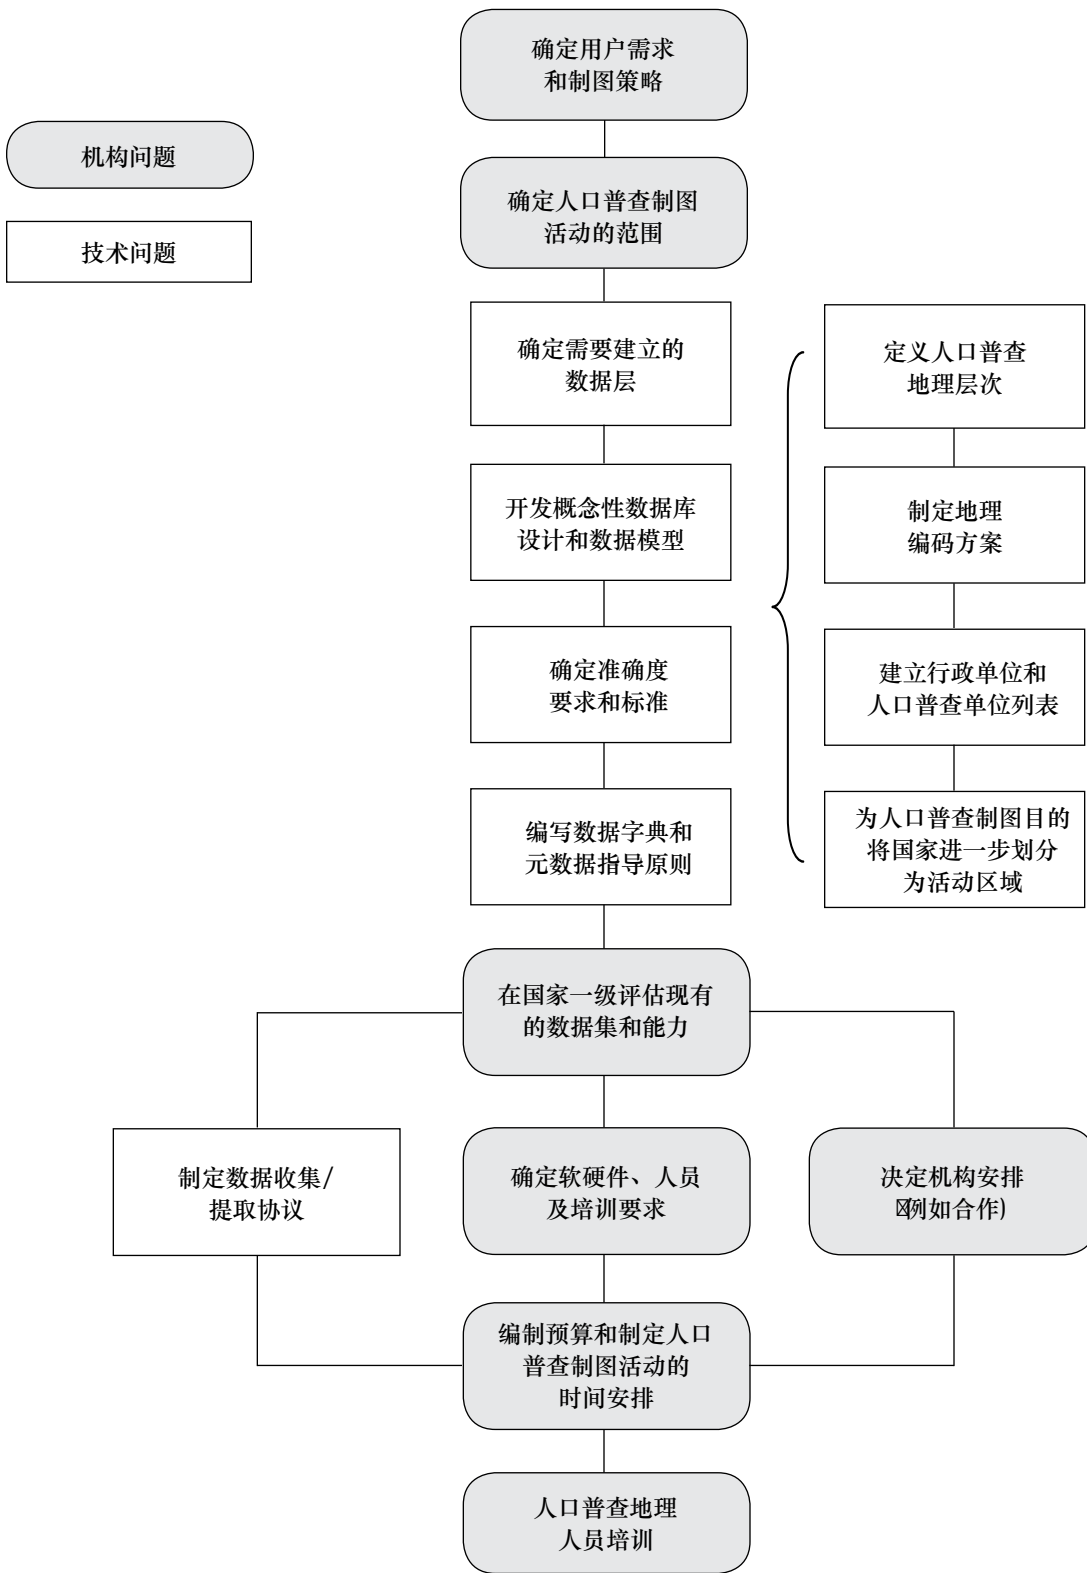 确定用户需求
和制图策略
机构问题
确定人口普查制图
活动的范围
技术问题
确定需要建立的
数据层
定义人口普查
地理层次
开发概念性数据库
设计和数据模型
制定地理
编码方案
确定准确度
要求和标准
建立行政单位和
人口普查单位列表
编写数据字典和
元数据指导原则
为人口普查制图目的
将国家进一步划分
为活动区域
在国家一级评估现有
的数据集和能力
制定数据收集/
提取协议
确定软硬件、人员
及培训要求
决定机构安排
例如合作)
编制预算和制定人口
普查制图活动的
时间安排
人口普查地理
人员培训